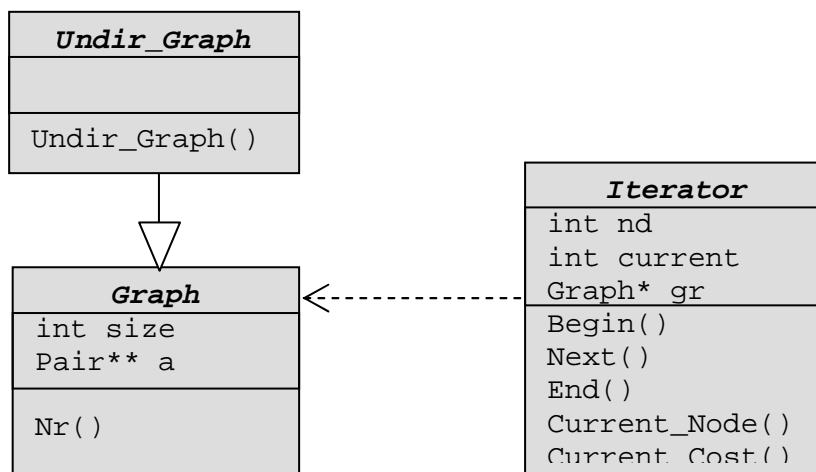 Undir_Graph
Undir_Graph()
Graph
int size
Pair** a
Nr()
Iterator
int nd
int current
Graph* gr
Begin()
Next()
End()
Current_Node()
Current_Cost()